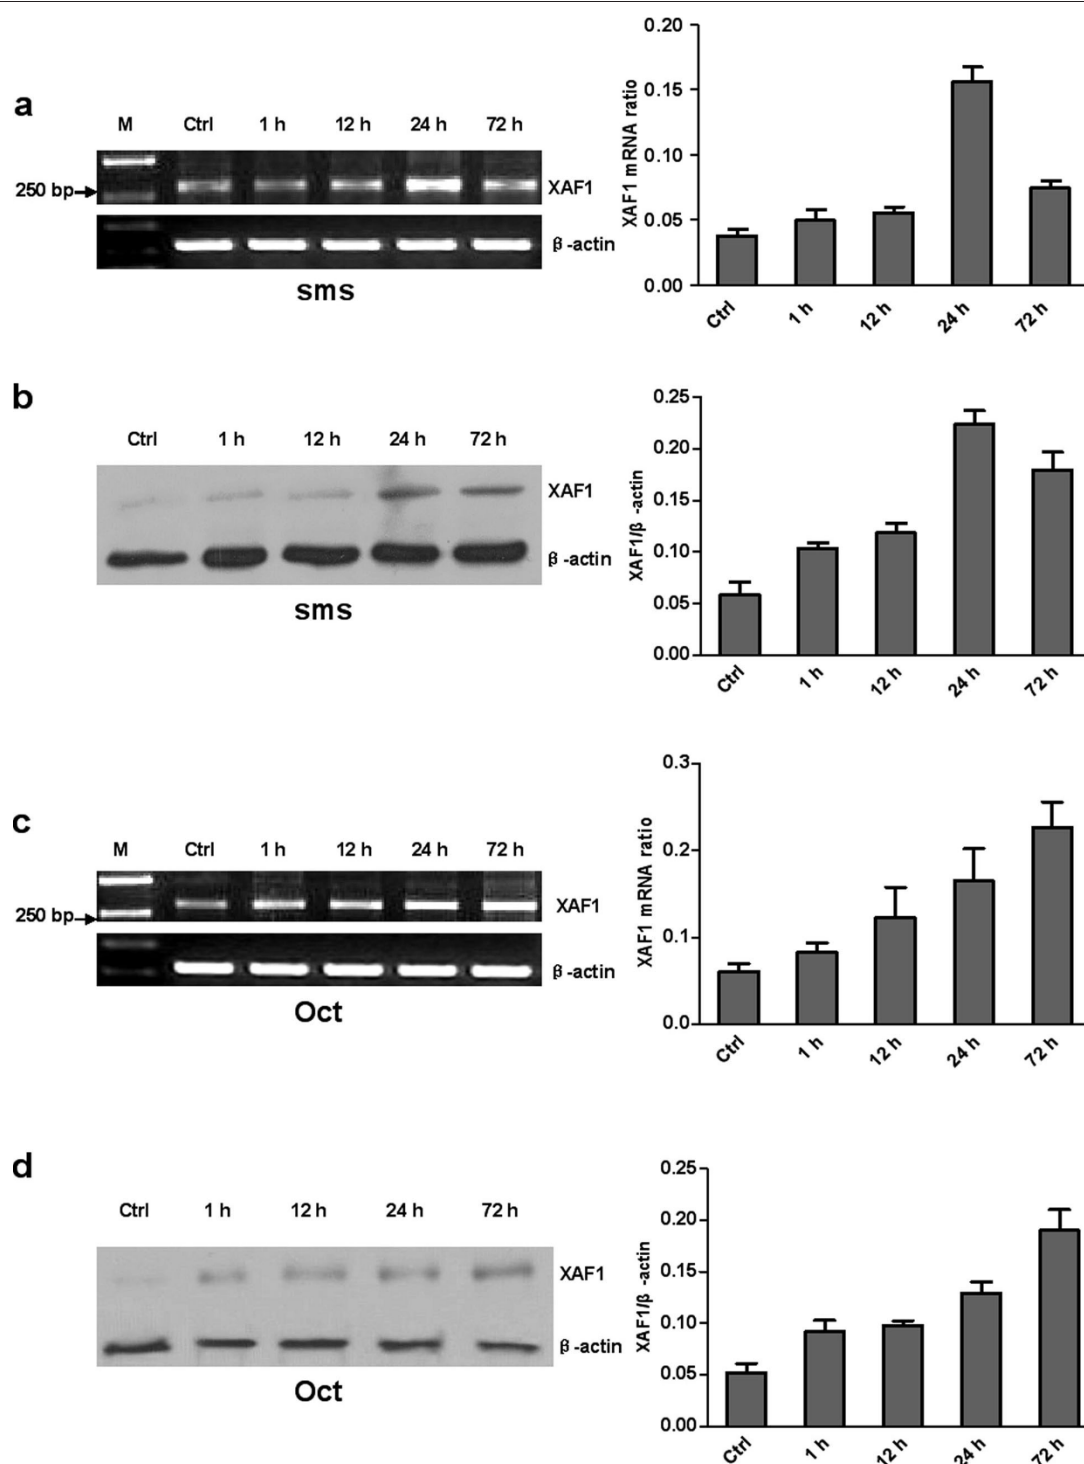 a
M Ctrl 1 h 12 h 24 h 72 h
250 bp
XAF1
β-actin
sms
XAF1 mRNA ratio
0.20
0.15
0.10
0.05
0.00
Ctrl 1 h 12 h 24 h 72 h
b
Ctrl 1 h 12 h 24 h 72 h
XAF1
β-actin
sms
XAF1/β -actin
0.25
0.20
0.15
0.10
0.05
0.00
Ctrl 1 h 12 h 24 h 72 h
c
M Ctrl 1 h 12 h 24 h 72 h
250 bp
XAF1
β-actin
Oct
XAF1 mRNA ratio
0.3
0.2
0.1
0.0
Ctrl 1 h 12 h 24 h 72 h
d
Ctrl 1 h 12 h 24 h 72 h
XAF1
β-actin
Oct
XAF1/β -actin
0.25
0.20
0.15
0.10
0.05
0.00
Ctrl 1 h 12 h 24 h 72 h